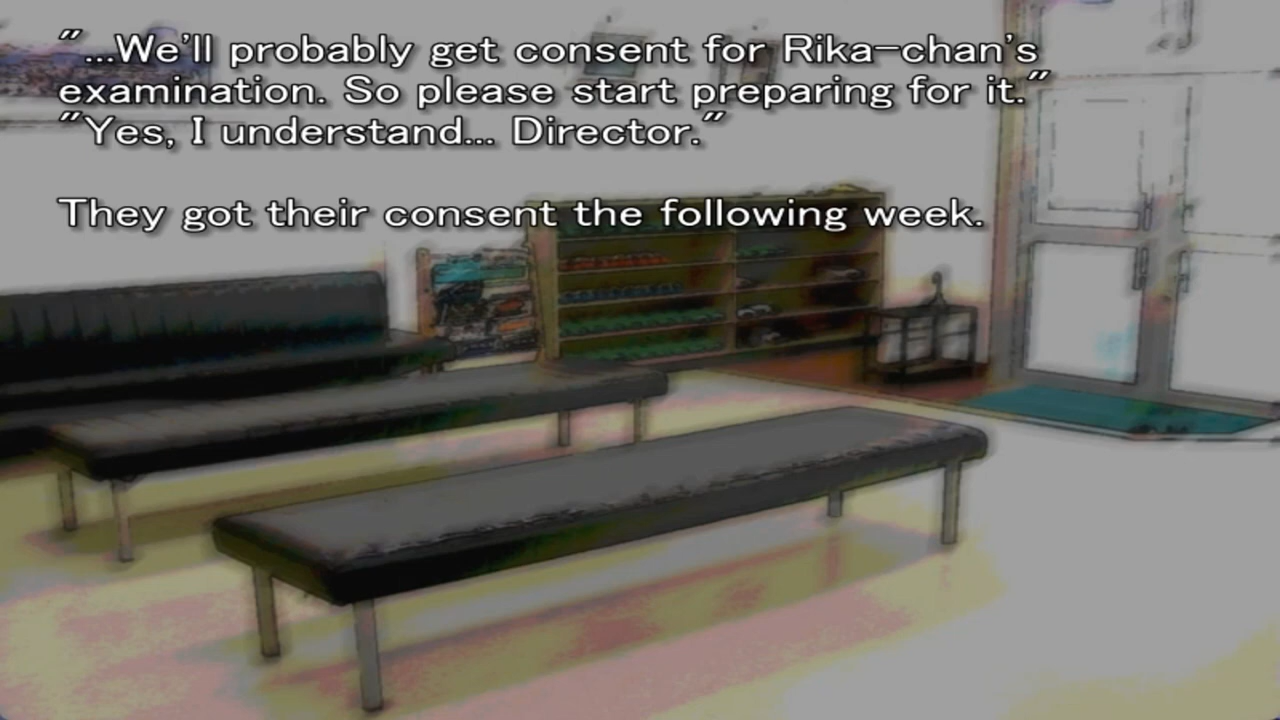 "...We'll probably get consent for Rika-chan's
examination. So please start preparing for it."
"Yes, I understand... Director."
They got their consent the following week.